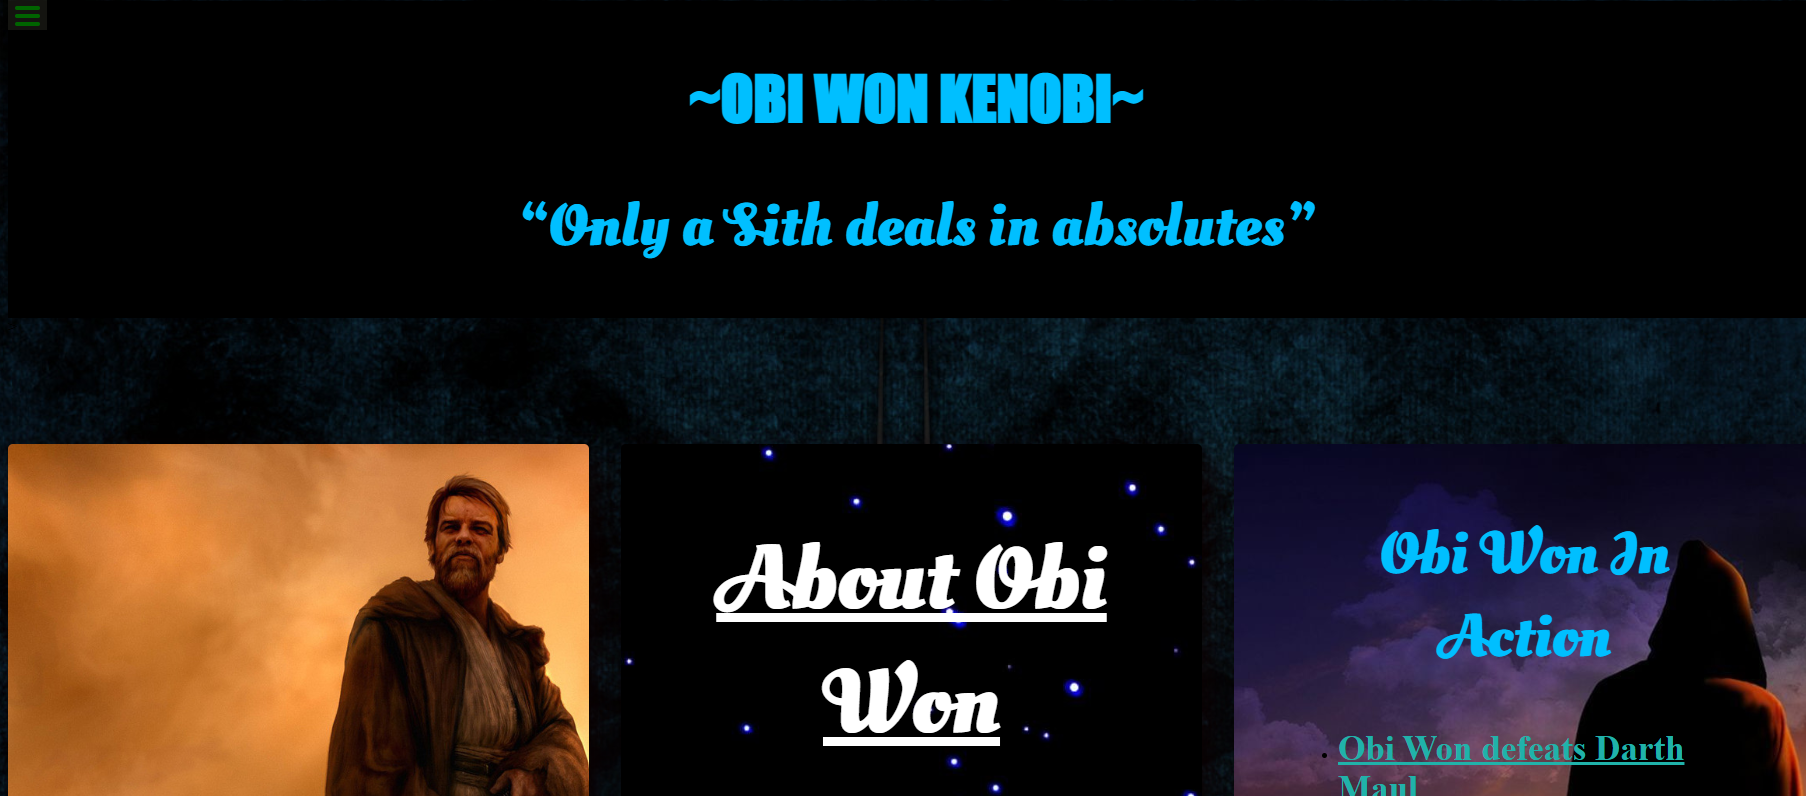 ~OBI WON KENOBI~
“Only a Sith deals in absolutes”
About Obi
Won
Obi Won In
Action
Obi Won defeats Darth
Maul